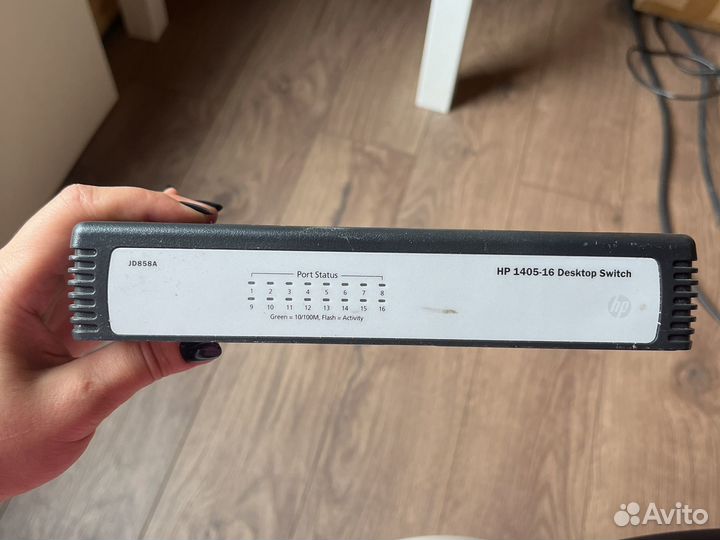 JD858A
Port Status
HP 1405-16 Desktop Switch
1 2 3 4 5 6 7 8
9 10 11 12 13 14 15 16
Green = 10/100M, Flash = Activity
hp
Avito